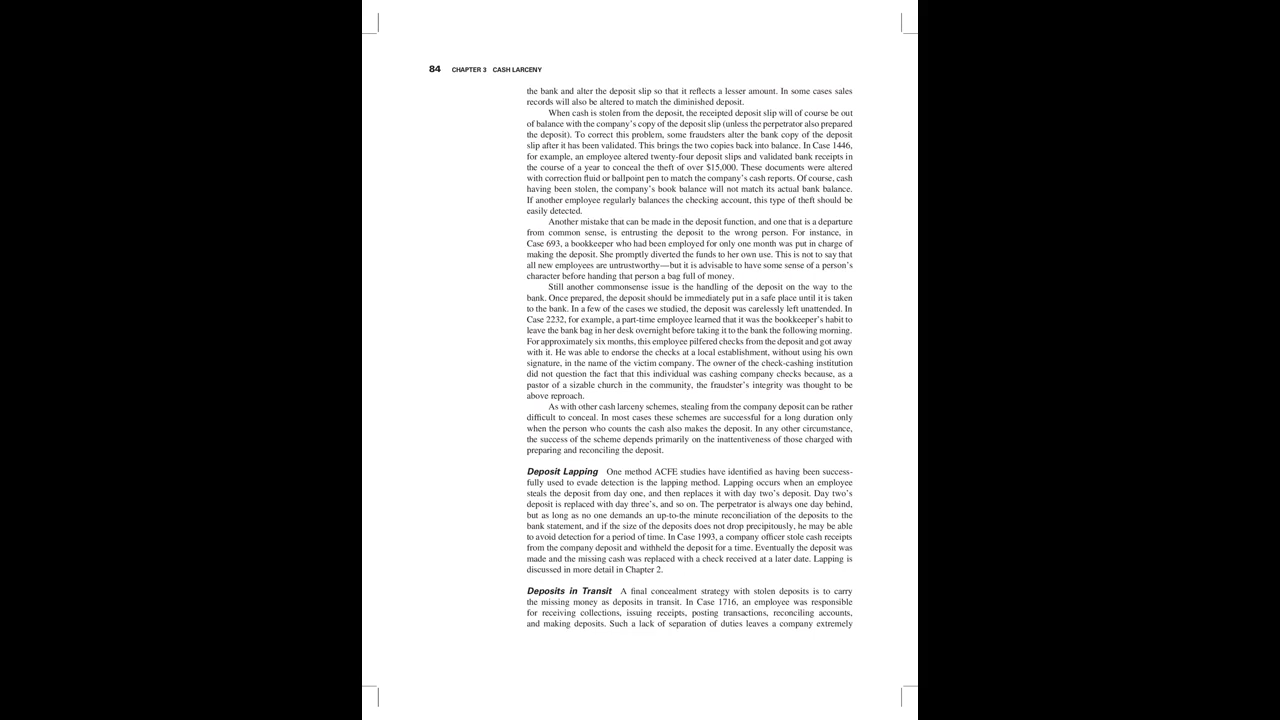 84 CHAPTER 3 CASH LARCENY
the bank and alter the deposit slip so that it reflects a lesser amount. In some cases sales
records will also be altered to match the diminished deposit.
When cash is stolen from the deposit, the receipted deposit slip will of course be out
of balance with the company's copy of the deposit slip (unless the perpetrator also prepared
the deposit). To correct this problem, some fraudsters alter the bank copy of the deposit
slip after it has been validated. This brings the two copies back into balance. In Case 1446,
for example, an employee altered twenty-four deposit slips and validated bank receipts in
the course of a year to conceal the theft of over $15,000. These documents were altered
with correction fluid or ballpoint pen to match the company's cash reports. Of course, cash
having been stolen, the company's book balance will not match its actual bank balance.
If another employee regularly balances the checking account, this type of theft should be
easily detected.
Another mistake that can be made in the deposit function, and one that is a departure
from common sense, is entrusting the deposit to the wrong person. For instance, in
Case 693, a bookkeeper who had been employed for only one month was put in charge of
making the deposit. She promptly diverted the funds to her own use. This is not to say that
all new employees are untrustworthy—but it is advisable to have some sense of a person's
character before handing that person a bag full of money.
Still another commonsense issue is the handling of the deposit on the way to the
bank. Once prepared, the deposit should be immediately put in a safe place until it is taken
to the bank. In a few of the cases we studied, the deposit was carelessly left unattended. In
Case 2232, for example, a part-time employee learned that it was the bookkeeper's habit to
leave the bank bag in her desk overnight before taking it to the bank the following morning.
For approximately six months, this employee pilfered checks from the deposit and got away
with it. He was able to endorse the checks at a local establishment, without using his own
signature, in the name of the victim company. The owner of the check-cashing institution
did not question the fact that this individual was cashing company checks because, as a
pastor of a sizable church in the community, the fraudster's integrity was thought to be
above reproach.
As with other cash larceny schemes, stealing from the company deposit can be rather
difficult to conceal. In most cases these schemes are successful for a long duration only
when the person who counts the cash also makes the deposit. In any other circumstance,
the success of the scheme depends primarily on the inattentiveness of those charged with
preparing and reconciling the deposit.
Deposit Lapping One method ACFE studies have identified as having been success-
fully used to evade detection is the lapping method. Lapping occurs when an employee
steals the deposit from day one, and then replaces it with day two's deposit. Day two's
deposit is replaced with day three's, and so on. The perpetrator is always one day behind,
but as long as no one demands an up-to-the minute reconciliation of the deposits to the
bank statement, and if the size of the deposits does not drop precipitously, he may be able
to avoid detection for a period of time. In Case 1993, a company officer stole cash receipts
from the company deposit and withheld the deposit for a time. Eventually the deposit was
made and the missing cash was replaced with a check received at a later date. Lapping is
discussed in more detail in Chapter 2.
Deposits in Transit A final concealment strategy with stolen deposits is to carry
the missing money as deposits in transit. In Case 1716, an employee was responsible
for receiving collections, issuing receipts, posting transactions, reconciling accounts,
and making deposits. Such a lack of separation of duties leaves a company extremely